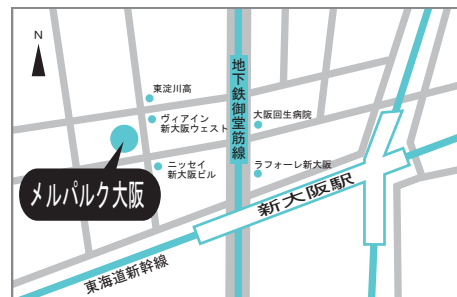 N
東淀川高
ヴィアイン
新大阪ウェスト
地下鉄御堂筋線
大阪回生病院
ニッセイ
新大阪ビル
ラフォーレ新大阪
メルパルク大阪
新大阪駅
東海道新幹線